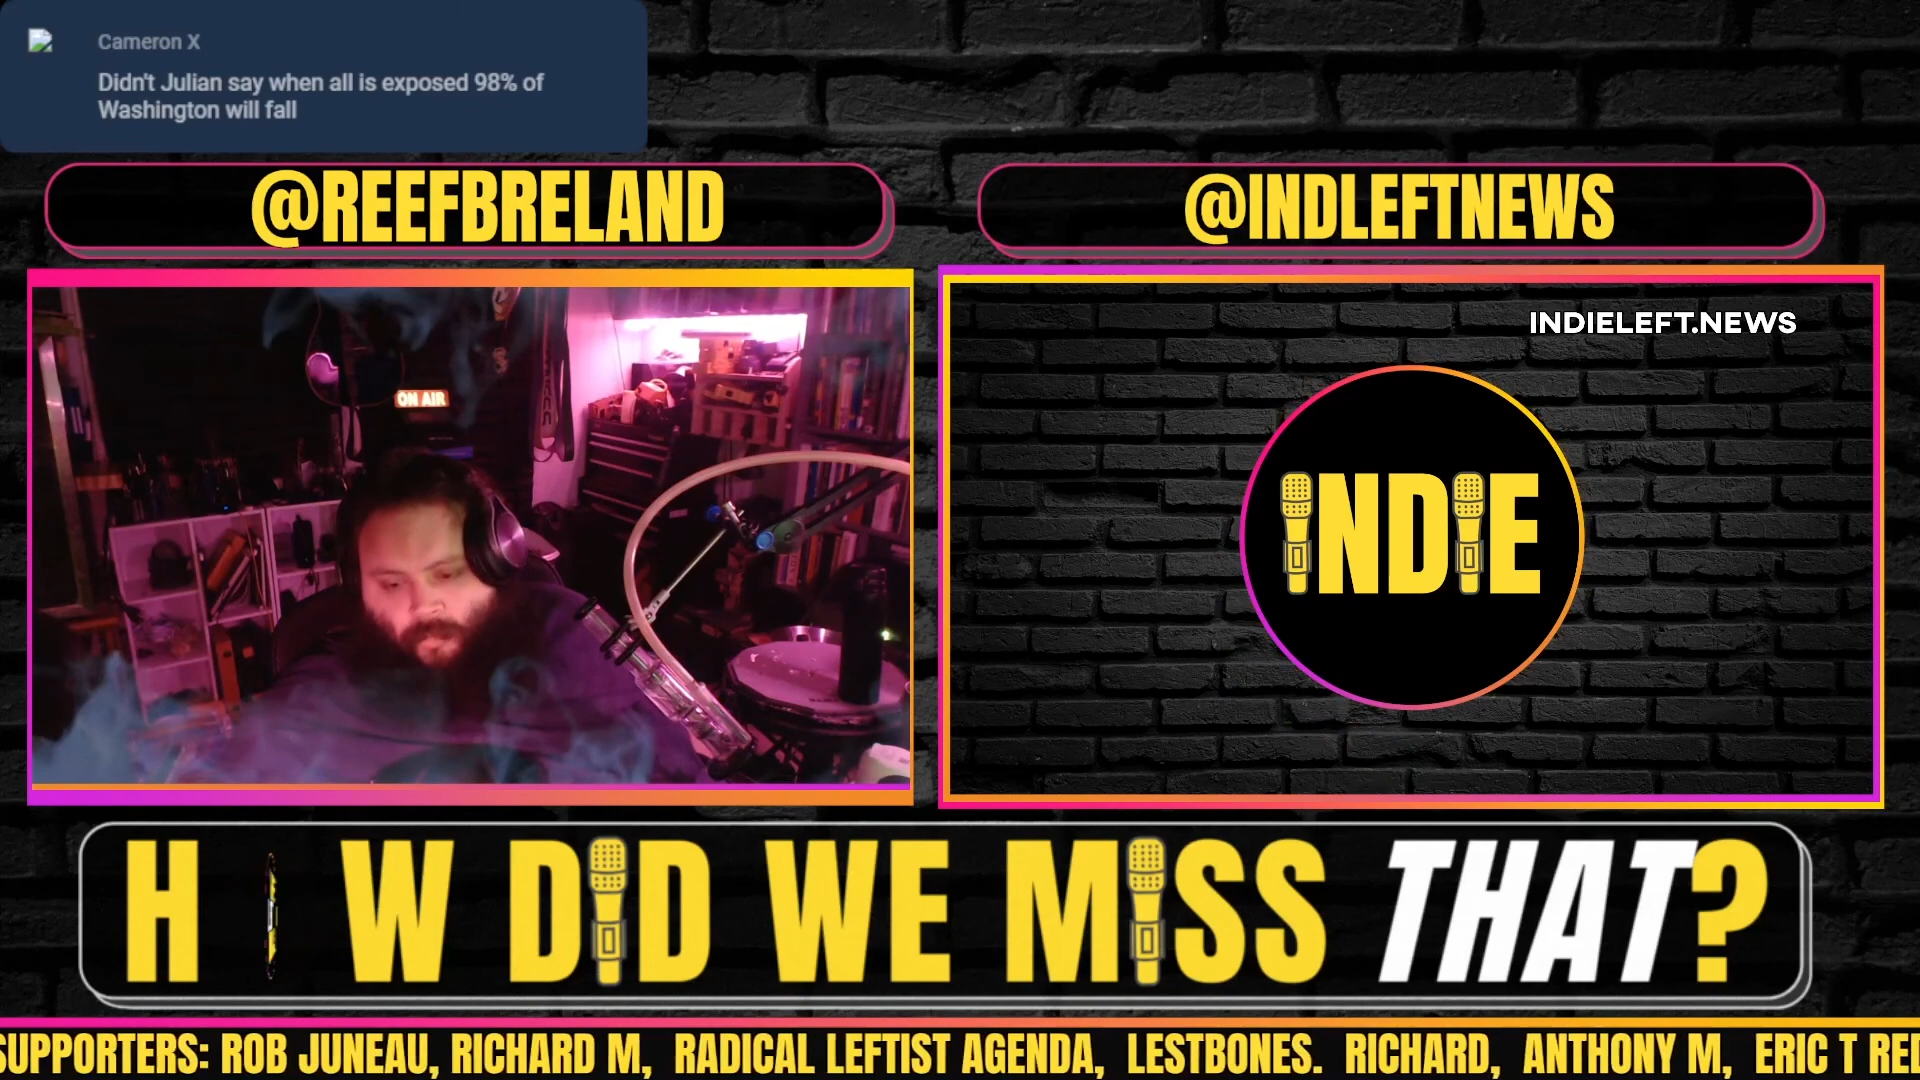 Cameron X
Didn't Julian say when all is exposed 98% of
Washington will fall
@REEFBRELAND
@INDLEFTNEWS
ON AIR
INDIELEFT.NEWS
INDIE
H W DID WE MISS THAT?
SUPPORTERS: ROB JUNEAU, RICHARD M, RADICAL LEFTIST AGENDA, LESTBONES. RICHARD, ANTHONY M, ERIC T RED